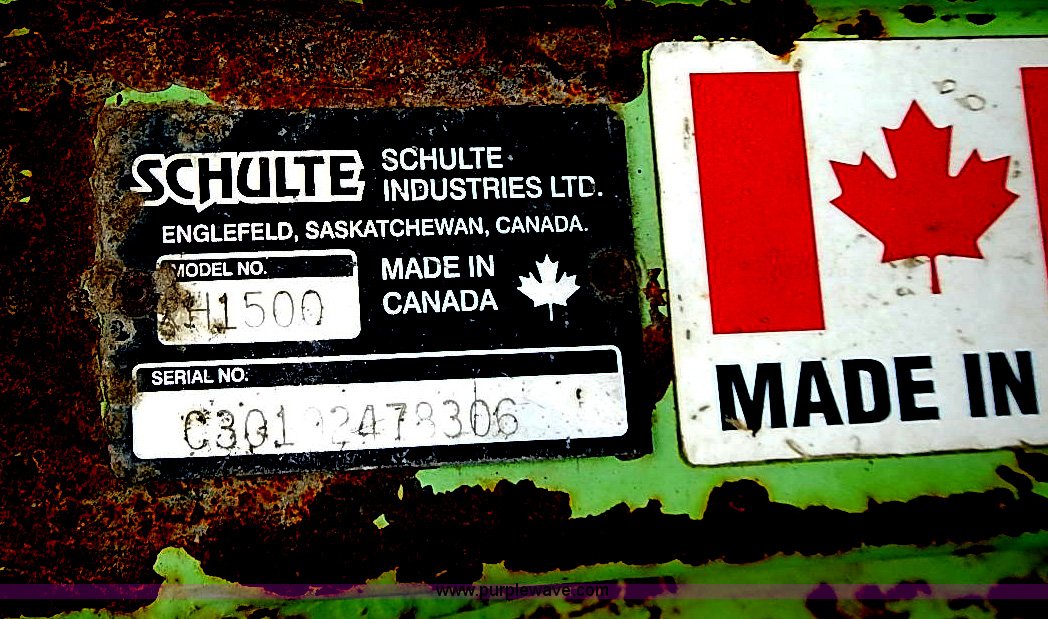 SCHULTE
SCHULTE
INDUSTRIES LTD.
ENGLEFELD, SASKATCHEWAN, CANADA.
MODEL NO.
MADE IN
CANADA
SERIAL NO.
MADE IN
www.purplewave.com